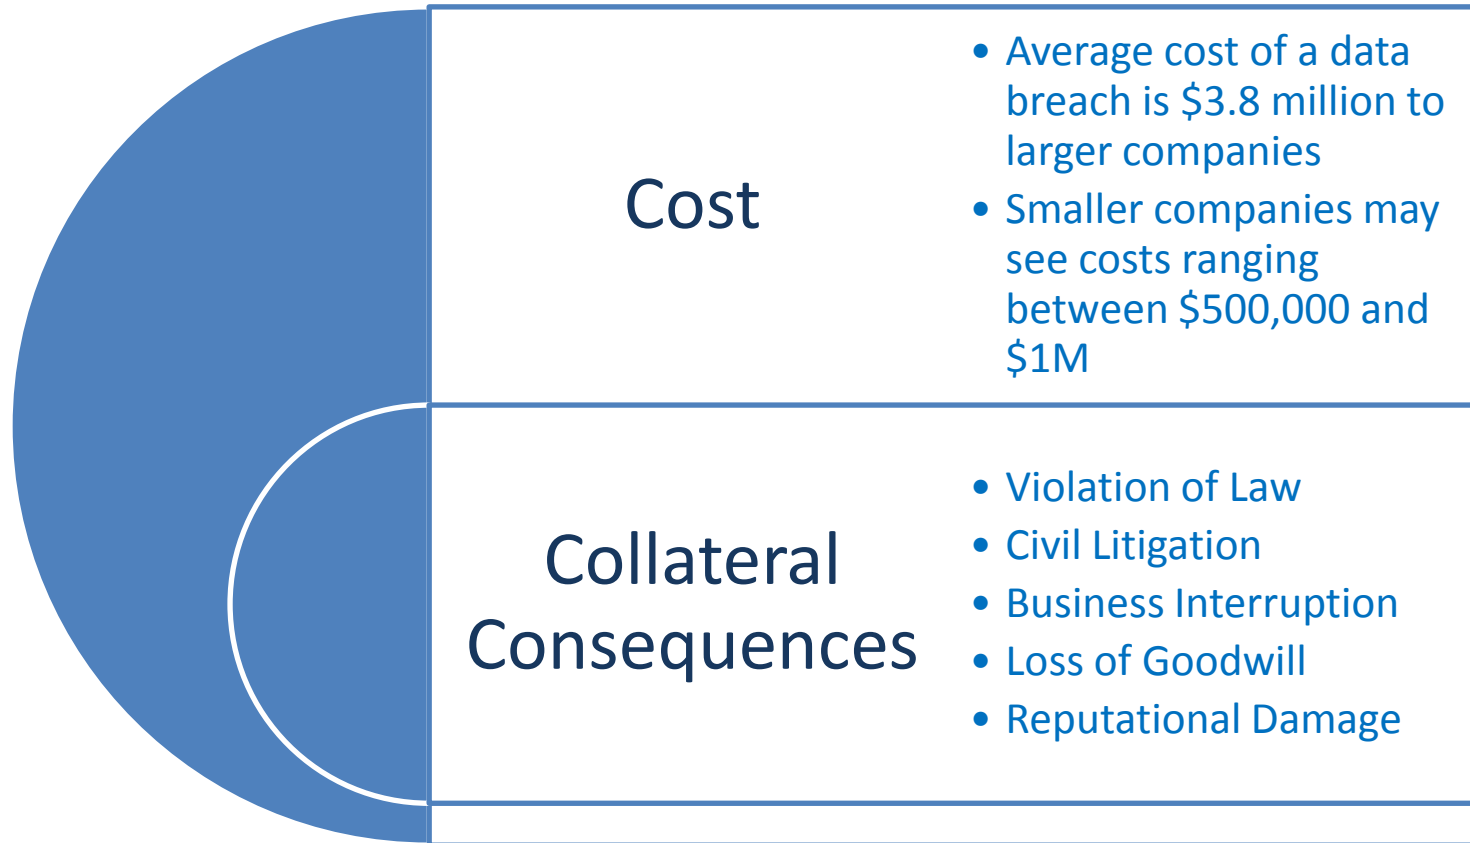 Cost
• Average cost of a data
breach is $3.8 million to
larger companies
• Smaller companies may
see costs ranging
between $500,000 and
$1M
Collateral
Consequences
• Violation of Law
• Civil Litigation
• Business Interruption
• Loss of Goodwill
• Reputational Damage